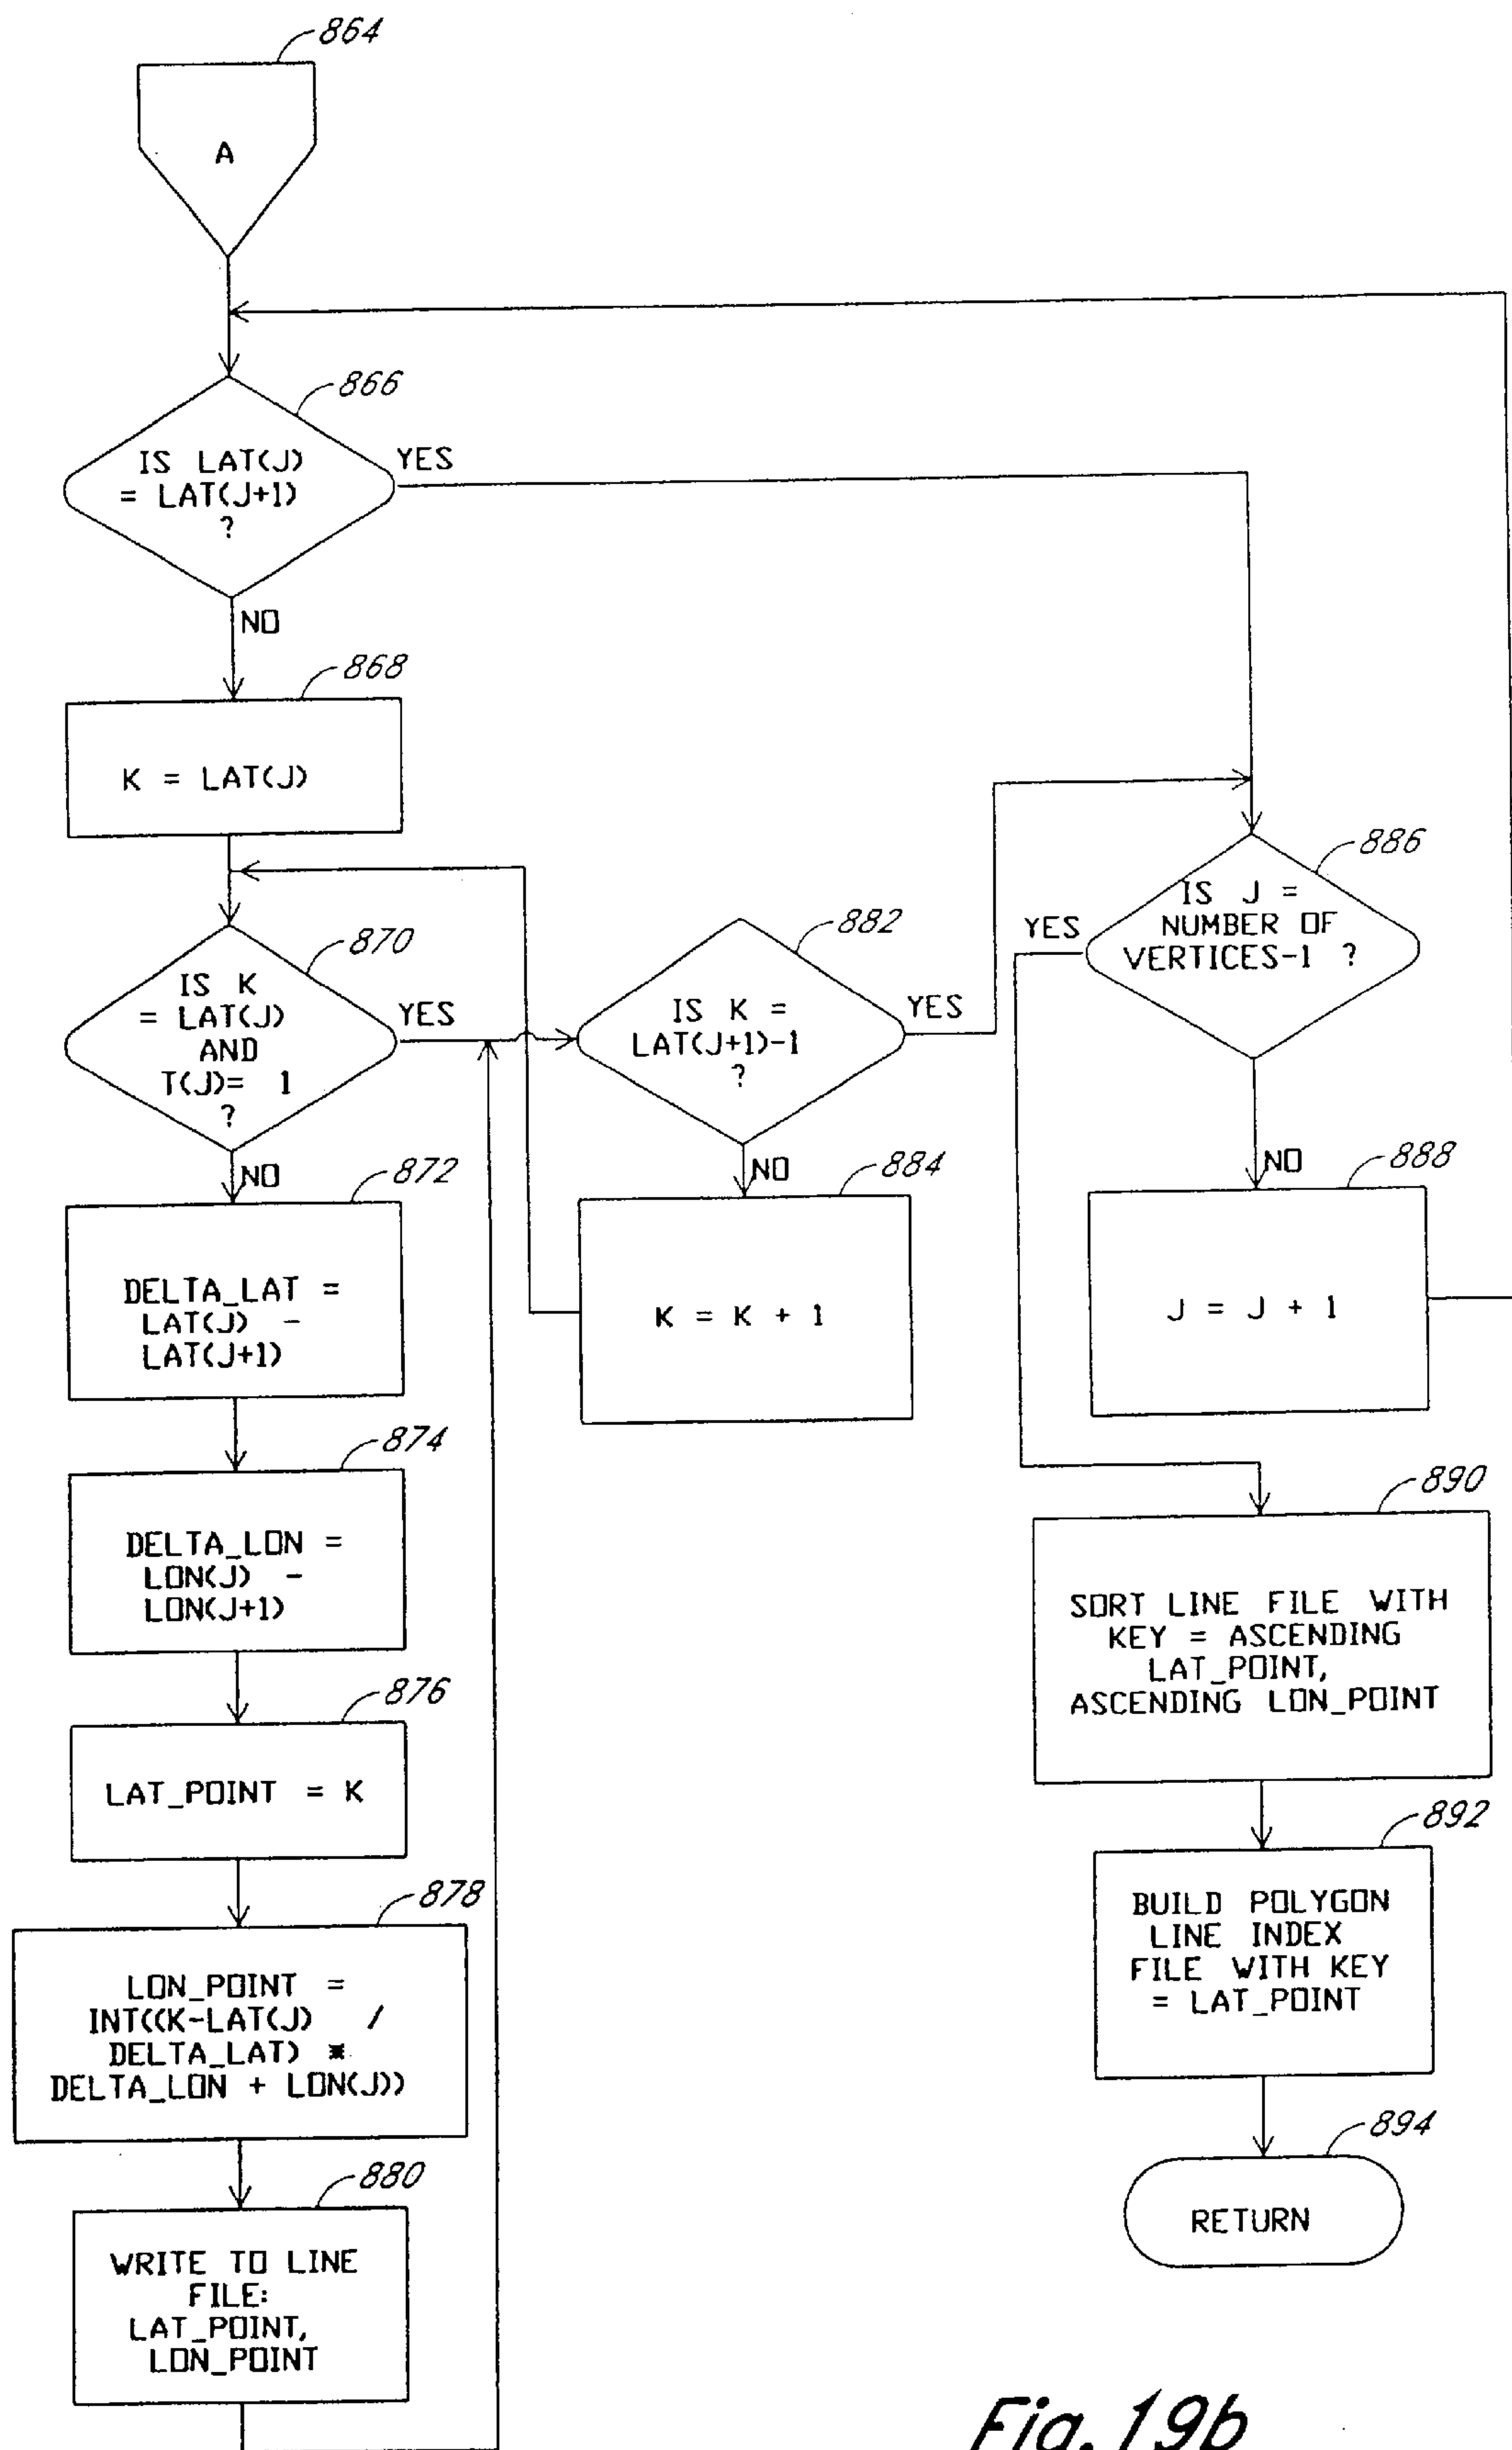 864
A
866
IS LAT(J)
= LAT(J+1)
?
YES
NO
868
K = LAT(J)
870
IS K
= LAT(J)
AND
T(J)= 1
?
YES
NO
872
DELTA_LAT =
LAT(J) -
LAT(J+1)
874
DELTA_LON =
LON(J) -
LON(J+1)
876
LAT_POINT = K
878
LON_POINT =
INT((K-LAT(J) /
DELTA_LAT) *
DELTA_LON + LON(J))
880
WRITE TO LINE
FILE:
LAT_POINT,
LON_POINT
882
IS K =
LAT(J+1)-1
?
YES
NO
884
K = K + 1
886
IS J =
NUMBER OF
VERTICES-1 ?
YES
NO
888
J = J + 1
890
SORT LINE FILE WITH
KEY = ASCENDING
LAT_POINT,
ASCENDING LON_POINT
892
BUILD POLYGON
LINE INDEX
FILE WITH KEY
= LAT_POINT
894
RETURN
Fig. 19b